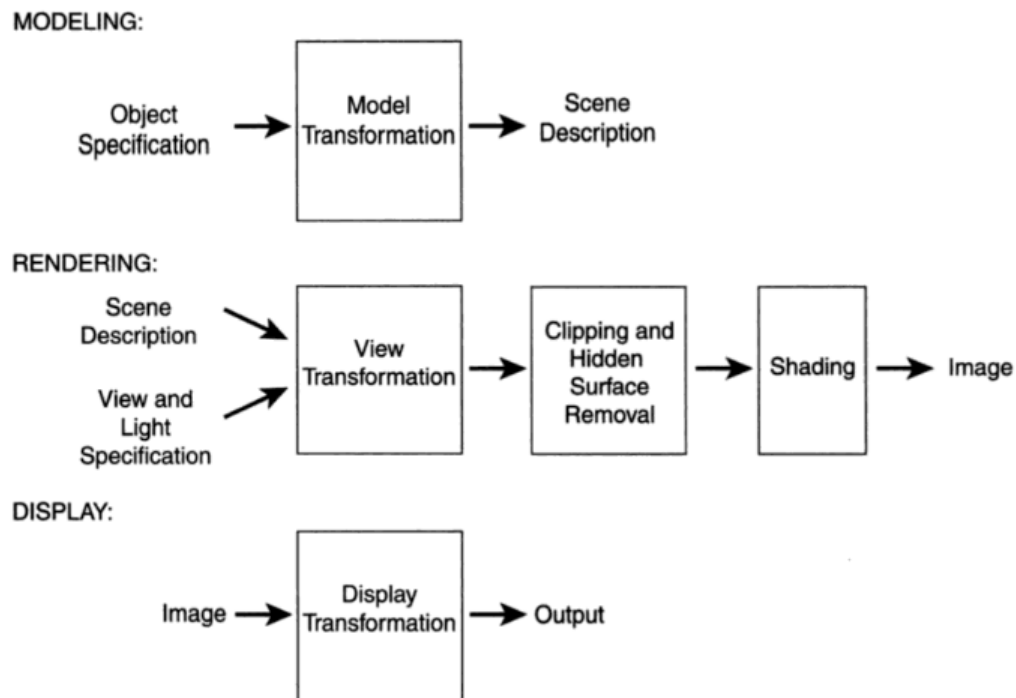 MODELING:
Object
Specification
Model
Transformation
Scene
Description
RENDERING:
Scene
Description
View and
Light
Specification
View
Transformation
Clipping and
Hidden
Surface
Removal
Shading
Image
DISPLAY:
Image
Display
Transformation
Output